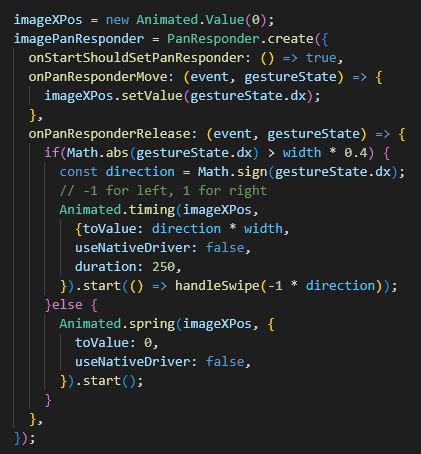 imageXPos = new Animated.Value(0);
imagePanResponder = PanResponder.create({
  onStartShouldSetPanResponder: () => true,
  onPanResponderMove: (event, gestureState) => {
    imageXPos.setValue(gestureState.dx);
  },
  onPanResponderRelease: (event, gestureState) => {
    if(Math.abs(gestureState.dx) > width * 0.4) {
      const direction = Math.sign(gestureState.dx);
      // -1 for left, 1 for right
      Animated.timing(imageXPos,
        {toValue: direction * width,
        useNativeDriver: false,
        duration: 250,
      }).start(() => handleSwipe(-1 * direction));
    }else {
      Animated.spring(imageXPos, {
        toValue: 0,
        useNativeDriver: false,
      }).start();
    }
  },
});